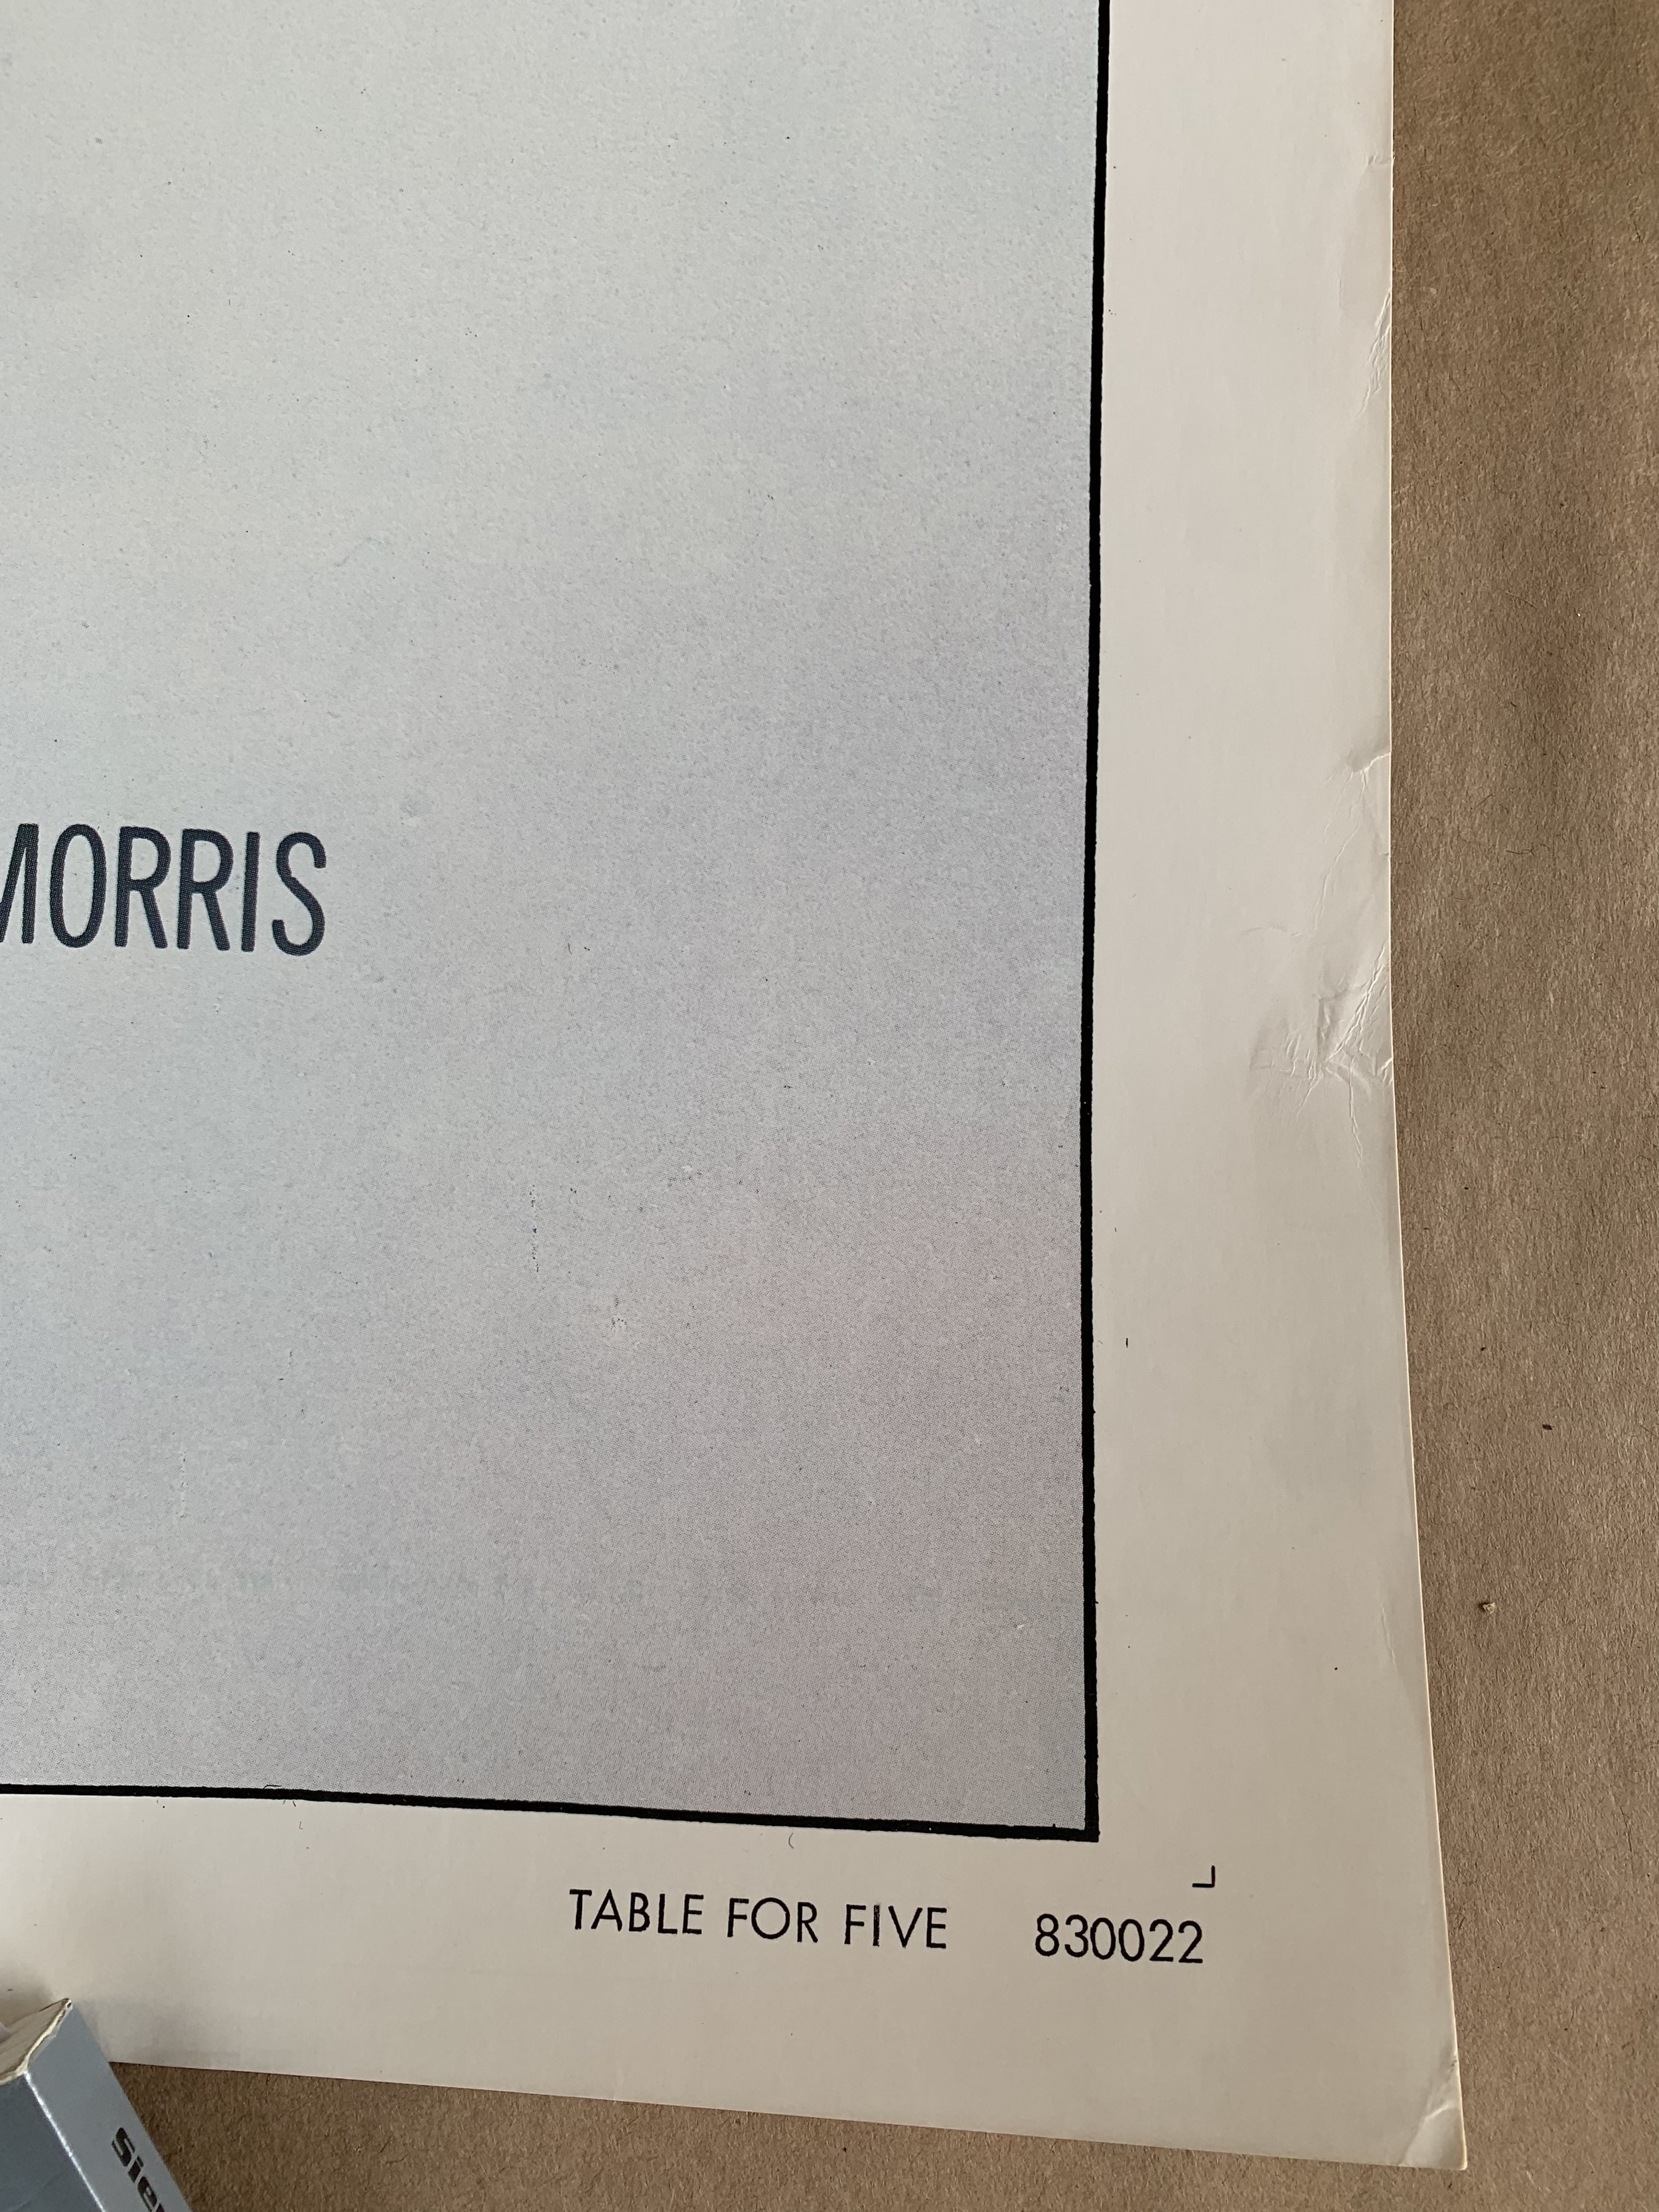 MORRIS
TABLE FOR FIVE 830022